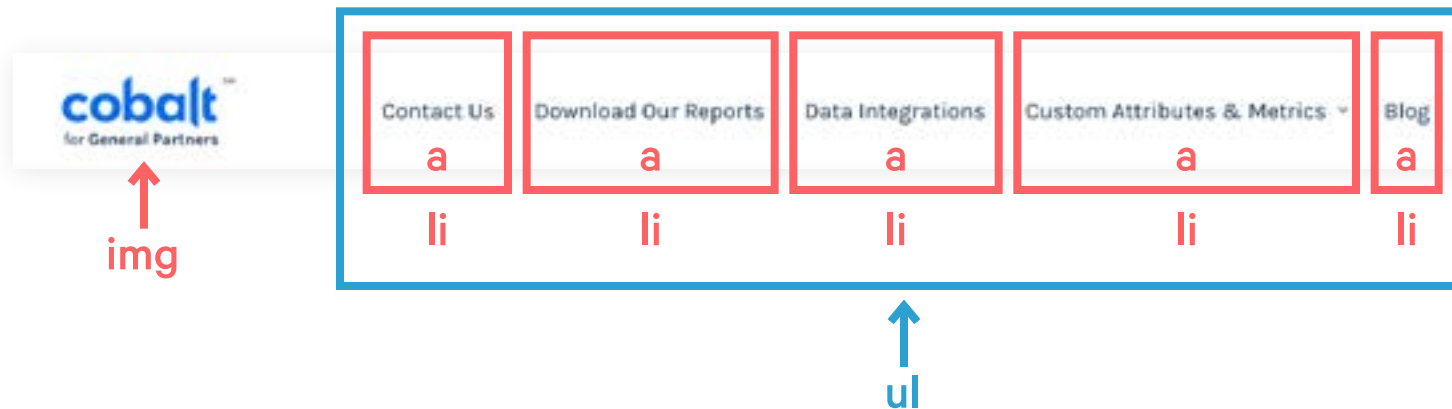 cobalt™
for General Partners
Contact Us Download Our Reports Data Integrations Custom Attributes & Metrics Blog
a a a a a
img
li li li li li
ul